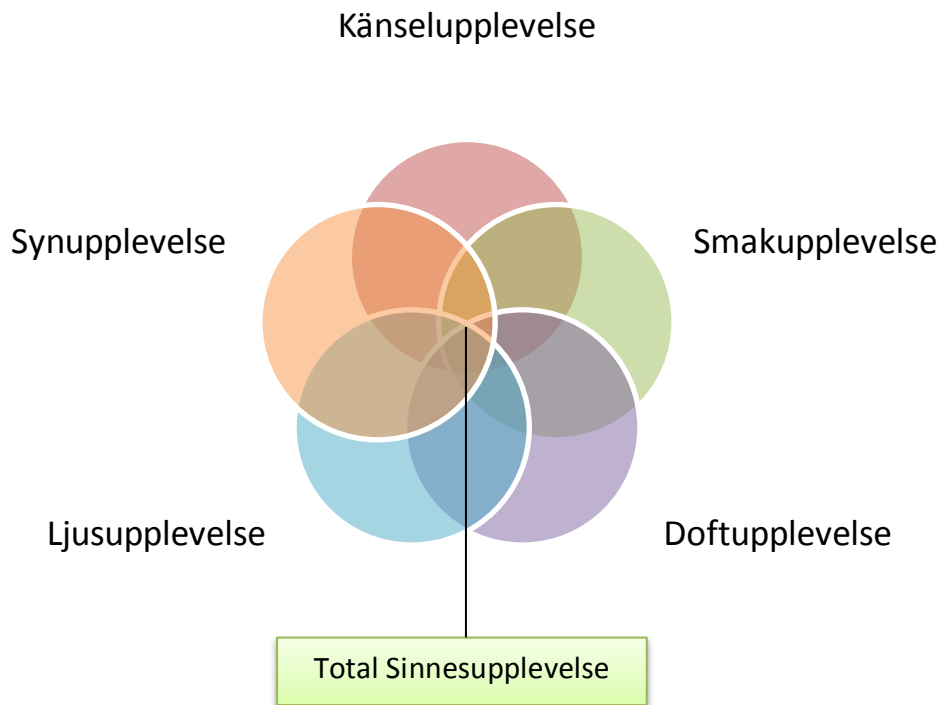 Känselupplevelse
Synupplevelse
Smakupplevelse
Ljusupplevelse
Doftupplevelse
Total Sinnesupplevelse